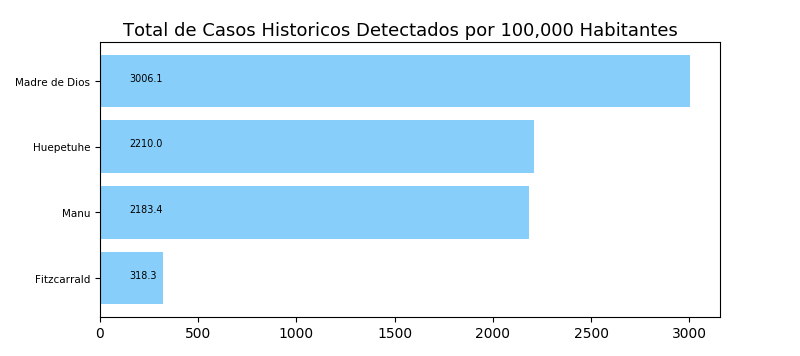 Total de Casos Historicos Detectados por 100,000 Habitantes
Madre de Dios 3006.1
Huepetuhe 2210.0
Manu 2183.4
Fitzcarrald 318.3
0 500 1000 1500 2000 2500 3000